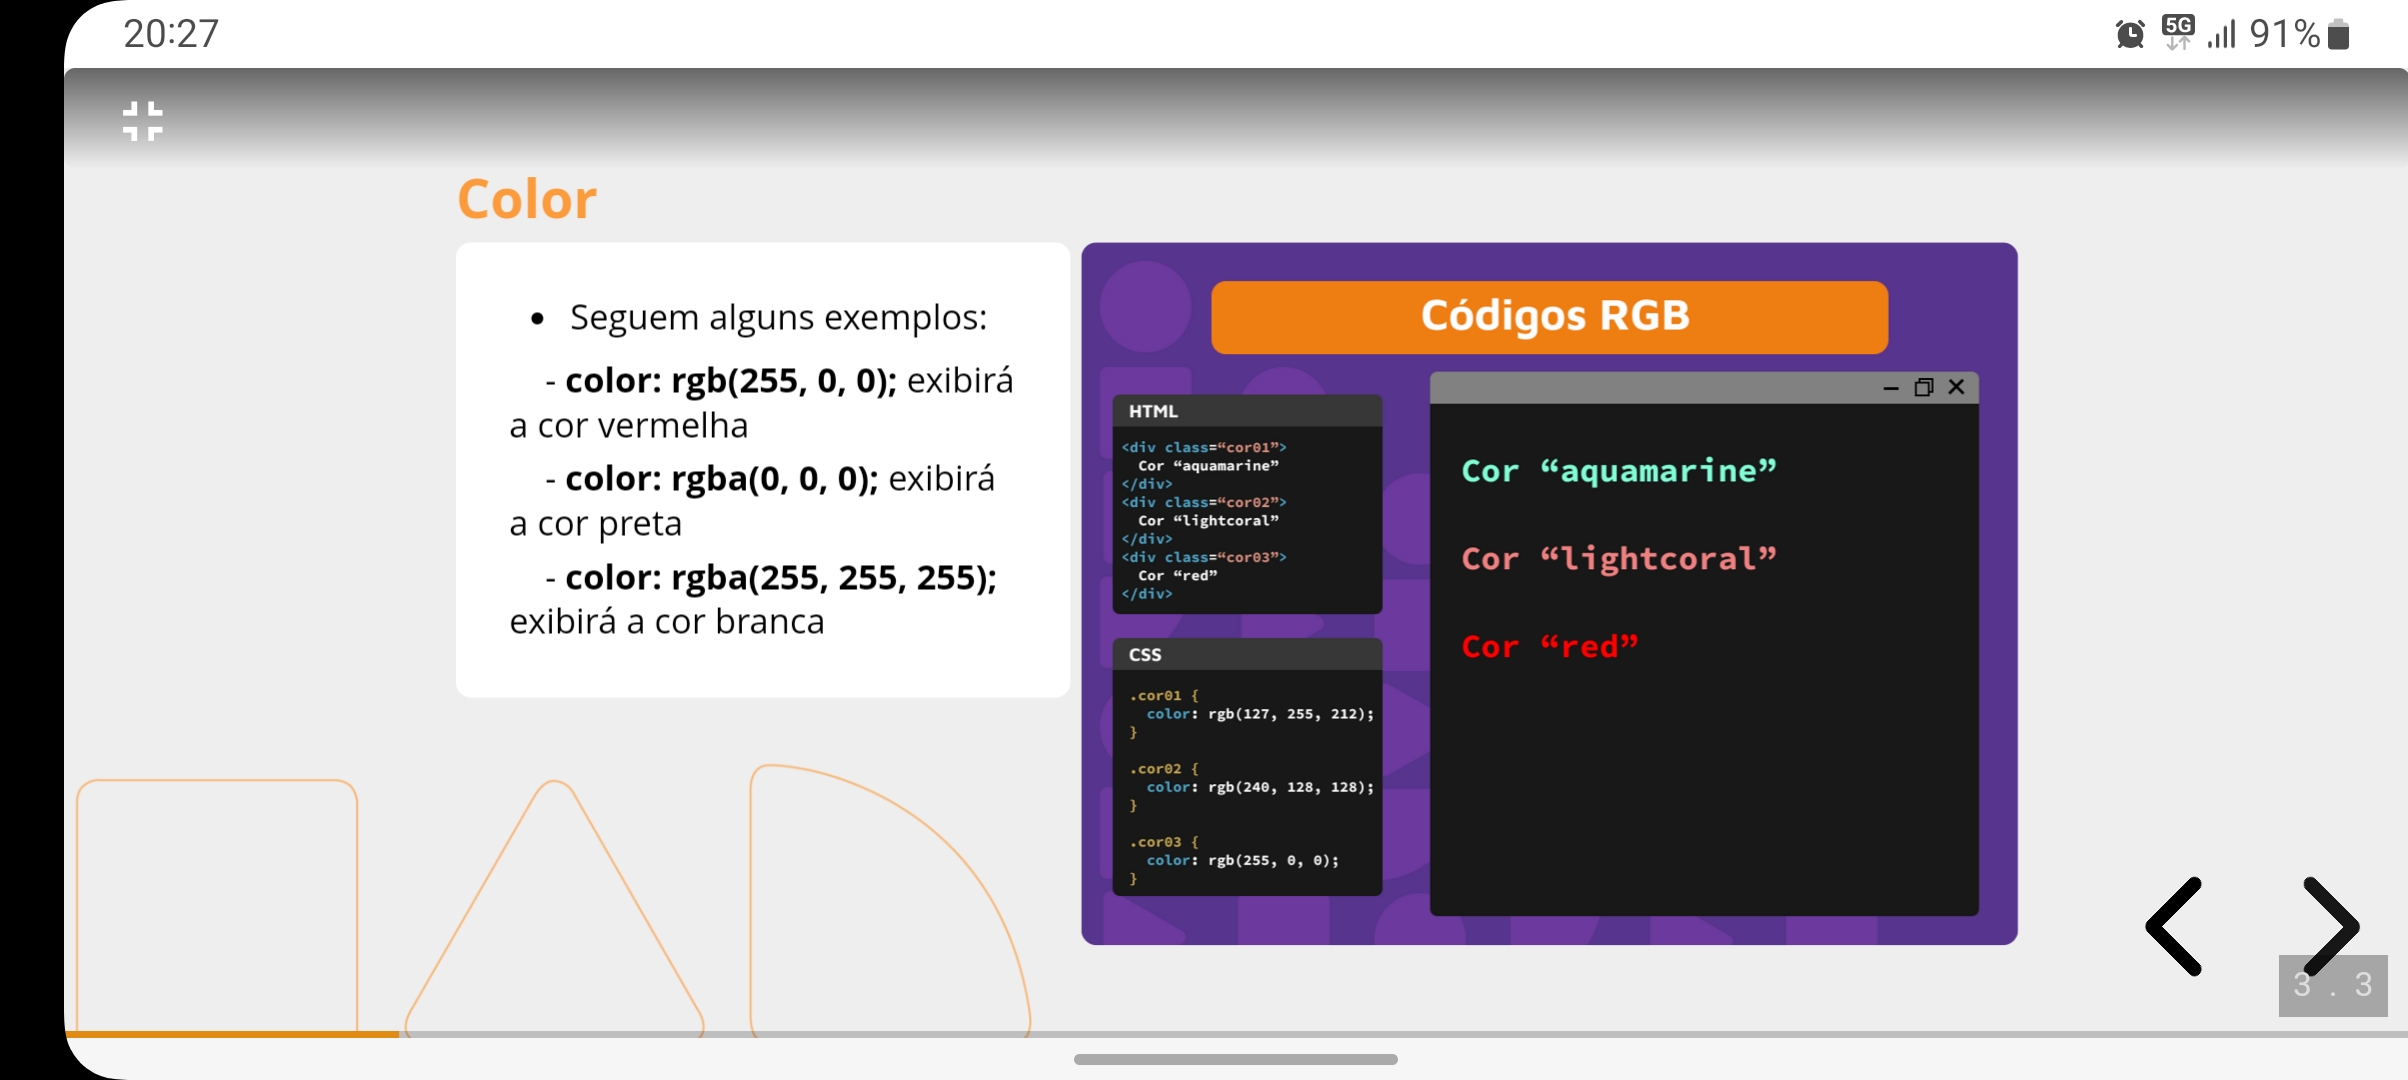 20:27
5G 91%
Color
• Seguem alguns exemplos:
- color: rgb(255, 0, 0); exibirá
a cor vermelha
- color: rgba(0, 0, 0); exibirá
a cor preta
- color: rgba(255, 255, 255);
exibirá a cor branca
Códigos RGB
HTML
<div class=“cor01”>
Cor “aquamarine”
</div>
<div class=“cor02”>
Cor “lightcoral”
</div>
<div class=“cor03”>
Cor “red”
</div>
CSS
.cor01 {
color: rgb(127, 255, 212);
}
.cor02 {
color: rgb(240, 128, 128);
}
.cor03 {
color: rgb(255, 0, 0);
}
Cor “aquamarine”
Cor “lightcoral”
Cor “red”
3 . 3